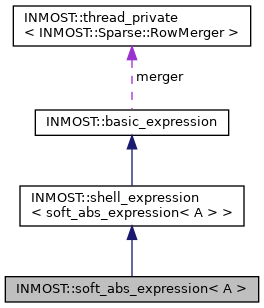 INMOST::thread_private
< INMOST::Sparse::RowMerger >
merger
INMOST::basic_expression
INMOST::shell_expression
< soft_abs_expression< A > >
INMOST::soft_abs_expression< A >